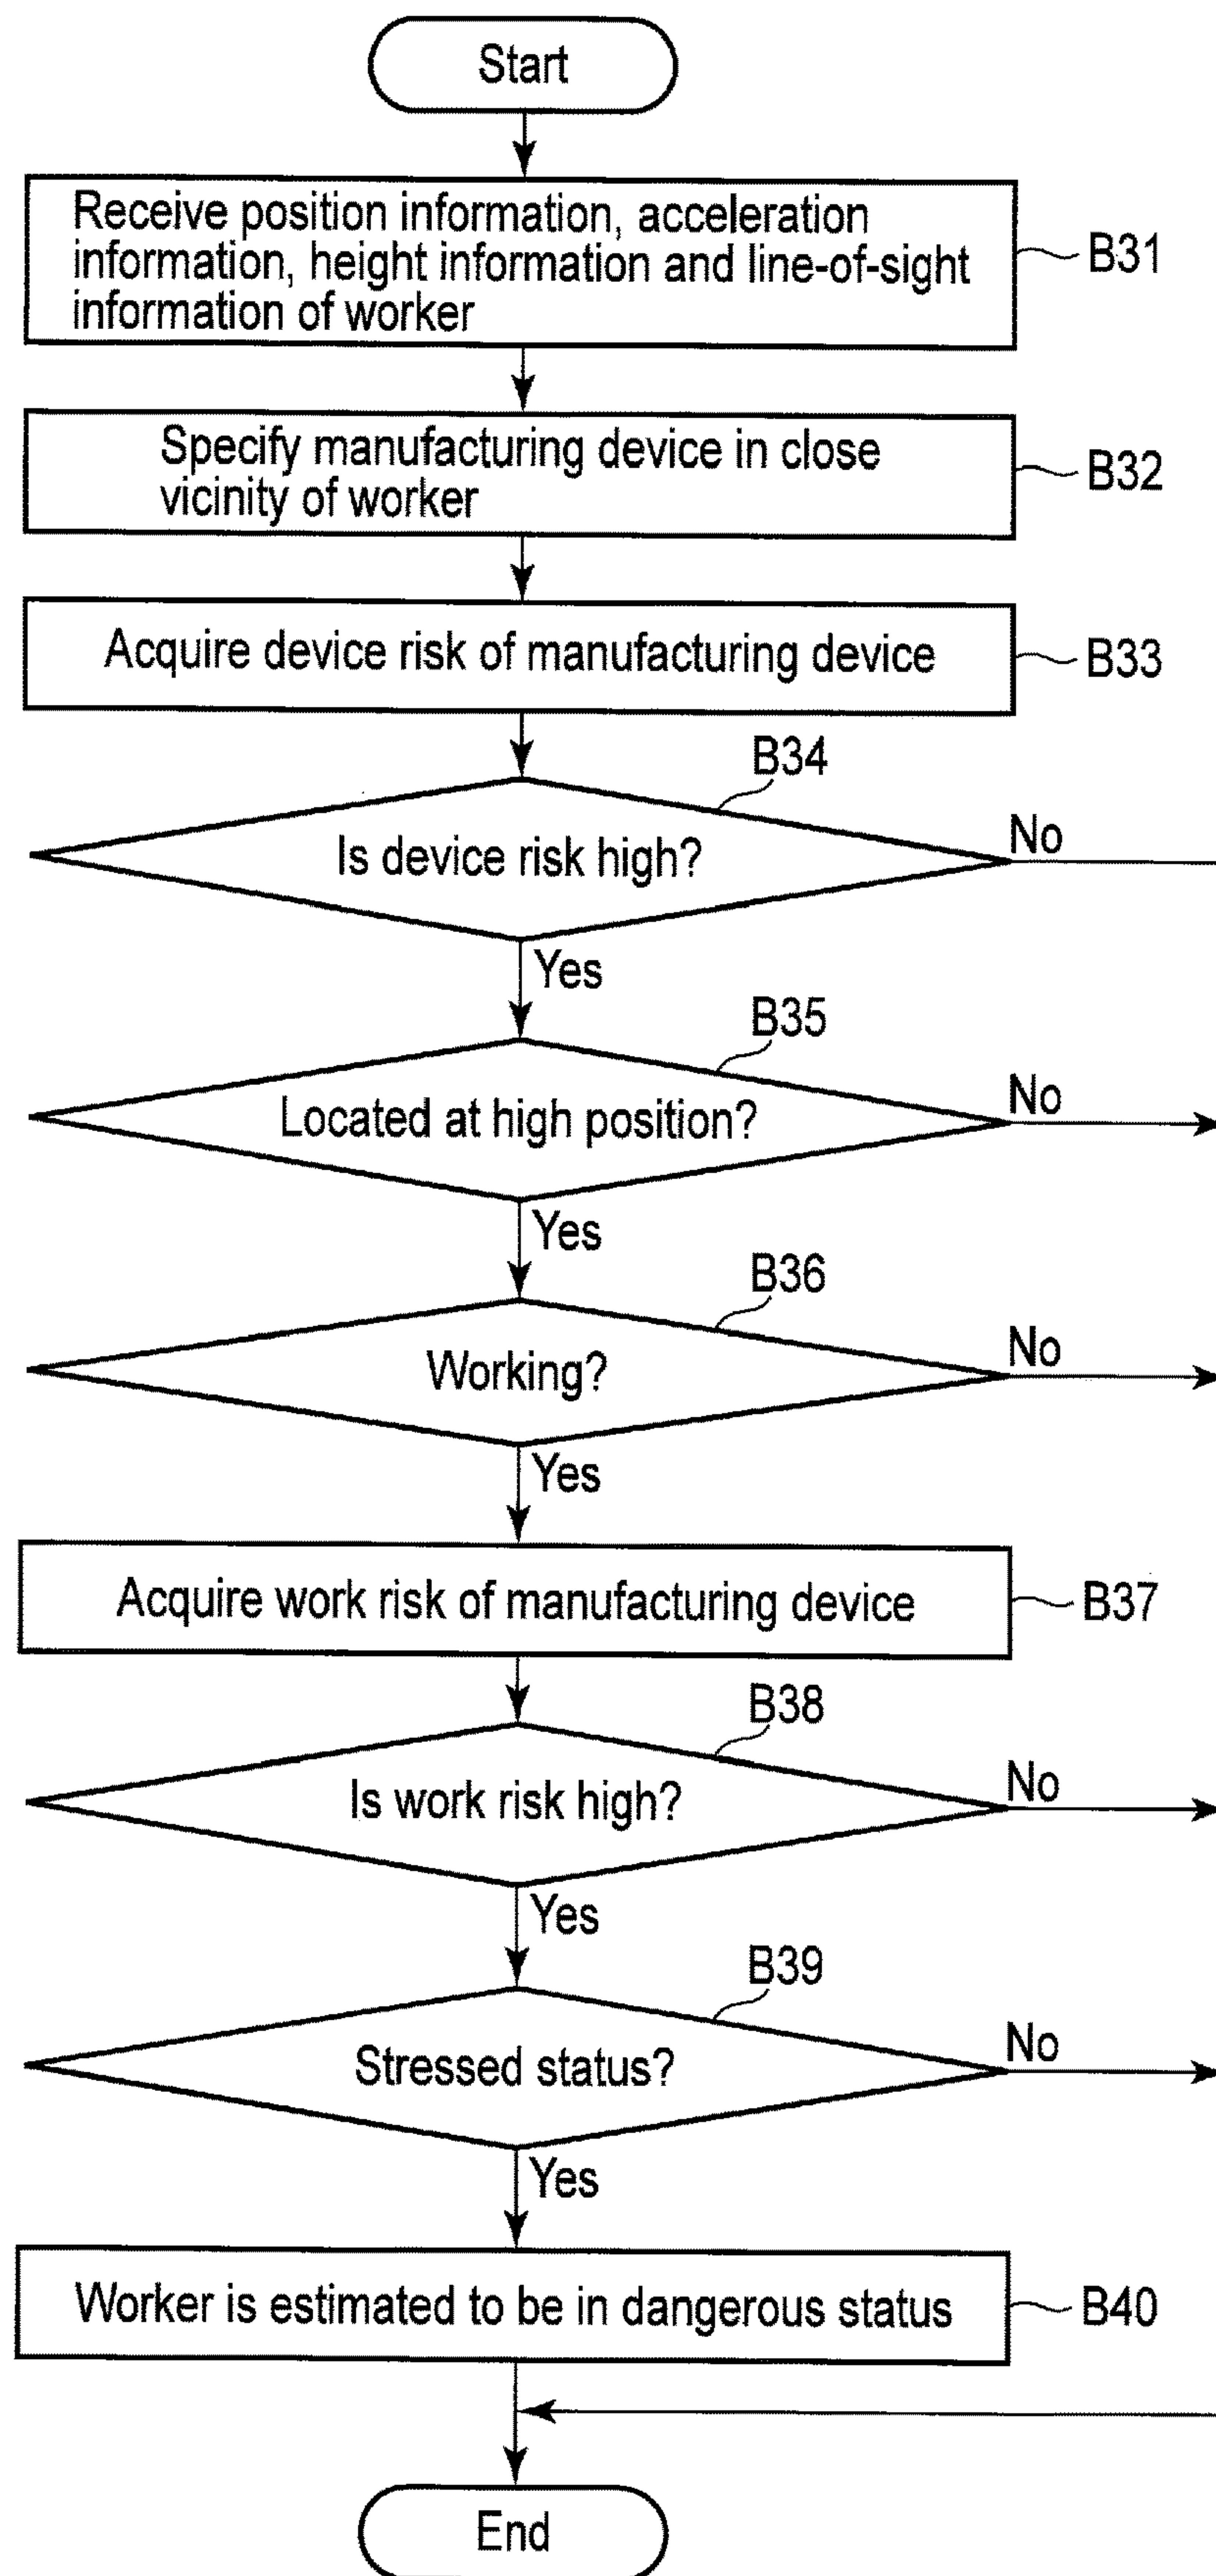 Start
Receive position information, acceleration
information, height information and line-of-sight
information of worker
B31
Specify manufacturing device in close
vicinity of worker
B32
Acquire device risk of manufacturing device
B33
B34
Is device risk high?
No
Yes
B35
Located at high position?
No
Yes
B36
Working?
No
Yes
Acquire work risk of manufacturing device
B37
B38
Is work risk high?
No
Yes
B39
Stressed status?
No
Yes
Worker is estimated to be in dangerous status
B40
End